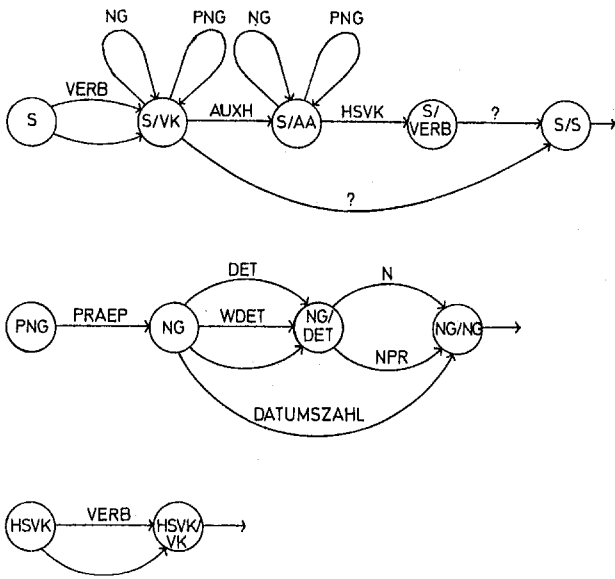 NG PNG NG PNG
VERB
S S/VK AUXH S/AA HSVK S/
VERB ? S/S
?
DET N
PNG PRAEP NG WDET NG/
DET NG/NG
NPR
DATUMSZAHL
HSVK VERB HSVK/
VK